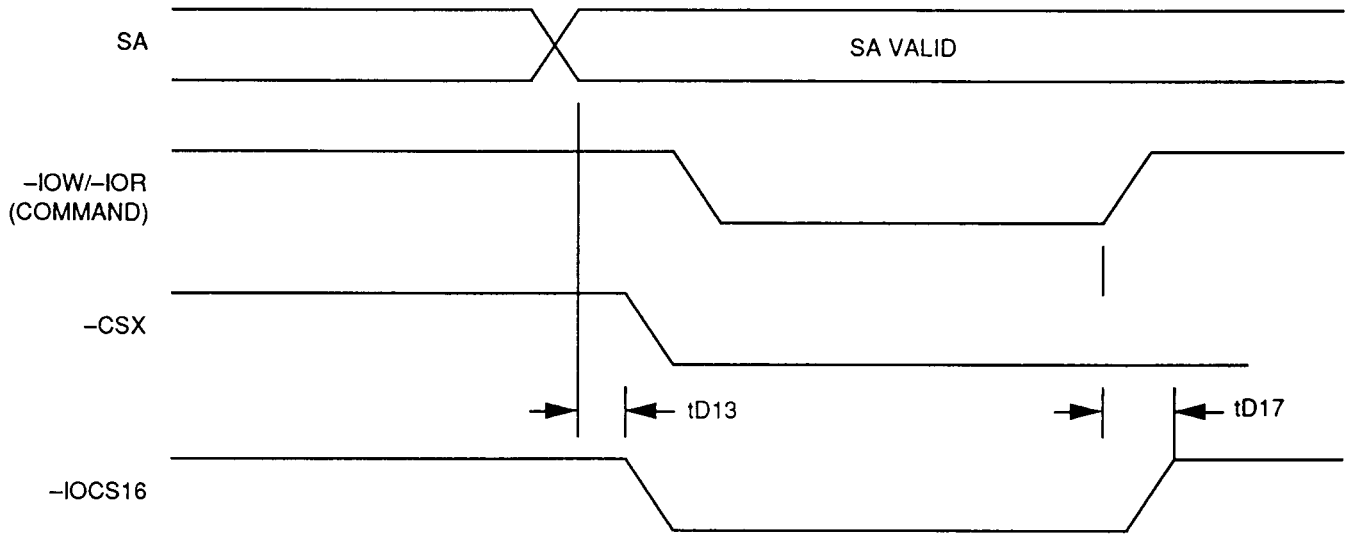 SA
SA VALID
–IOW/–IOR
(COMMAND)
–CSX
tD13
tD17
–IOCS16